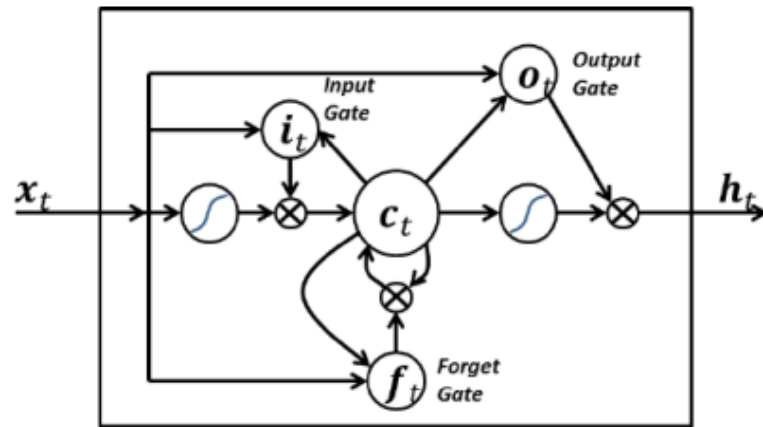 Output
Gate
o_t
Input
Gate
i_t
x_t
c_t
h_t
f_t
Forget
Gate